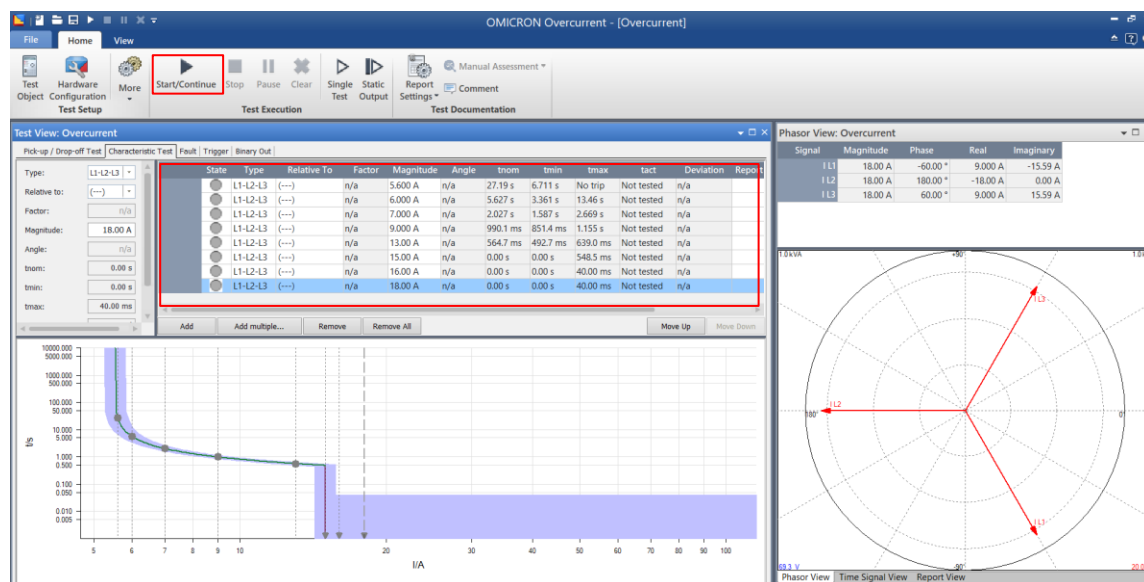 OMICRON Overcurrent - [Overcurrent]
File Home View
Test Object
Hardware Configuration
More
Test Setup
Start/Continue
Stop
Pause
Clear
Single Test
Static Output
Test Execution
Report Settings
Manual Assessment
Comment
Test Documentation
Test View: Overcurrent
Pick-up / Drop-off Test Characteristic Test Fault Trigger Binary Out
Type: L1-L2-L3
Relative to: (---)
Factor: n/a
Magnitude: 18.00 A
Angle: n/a
tnom: 0.00 s
tmin: 0.00 s
tmax: 40.00 ms
State Type Relative To Factor Magnitude Angle tnom tmin tmax tact Deviation Report
L1-L2-L3 (---) n/a 5.600 A n/a 27.19 s 6.711 s No trip Not tested n/a
L1-L2-L3 (---) n/a 6.000 A n/a 5.627 s 3.361 s 13.46 s Not tested n/a
L1-L2-L3 (---) n/a 7.000 A n/a 2.027 s 1.587 s 2.669 s Not tested n/a
L1-L2-L3 (---) n/a 9.000 A n/a 990.1 ms 851.4 ms 1.155 s Not tested n/a
L1-L2-L3 (---) n/a 13.00 A n/a 564.7 ms 492.7 ms 639.0 ms Not tested n/a
L1-L2-L3 (---) n/a 15.00 A n/a 0.00 s 0.00 s 548.5 ms Not tested n/a
L1-L2-L3 (---) n/a 16.00 A n/a 0.00 s 0.00 s 40.00 ms Not tested n/a
L1-L2-L3 (---) n/a 18.00 A n/a 0.00 s 0.00 s 40.00 ms Not tested n/a
Add Add multiple... Remove Remove All Move Up Move Down
10000.000
5000.000
1000.000
500.000
100.000
50.000
10.000
5.000
1.000
0.500
0.100
0.050
0.010
0.005
t/s
5 6 7 8 9 10 20 30 40 50 60 70 80 90 100
I/A
Phasor View: Overcurrent
Signal Magnitude Phase Real Imaginary
I L1 18.00 A -60.00 ° 9.000 A -15.59 A
I L2 18.00 A 180.00 ° -18.00 A 0.00 A
I L3 18.00 A 60.00 ° 9.000 A 15.59 A
1.0 kVA +90° 1.0
I L3
I L2
180° 0°
I L1
69.3 V -90° 20.0
Phasor View Time Signal View Report View